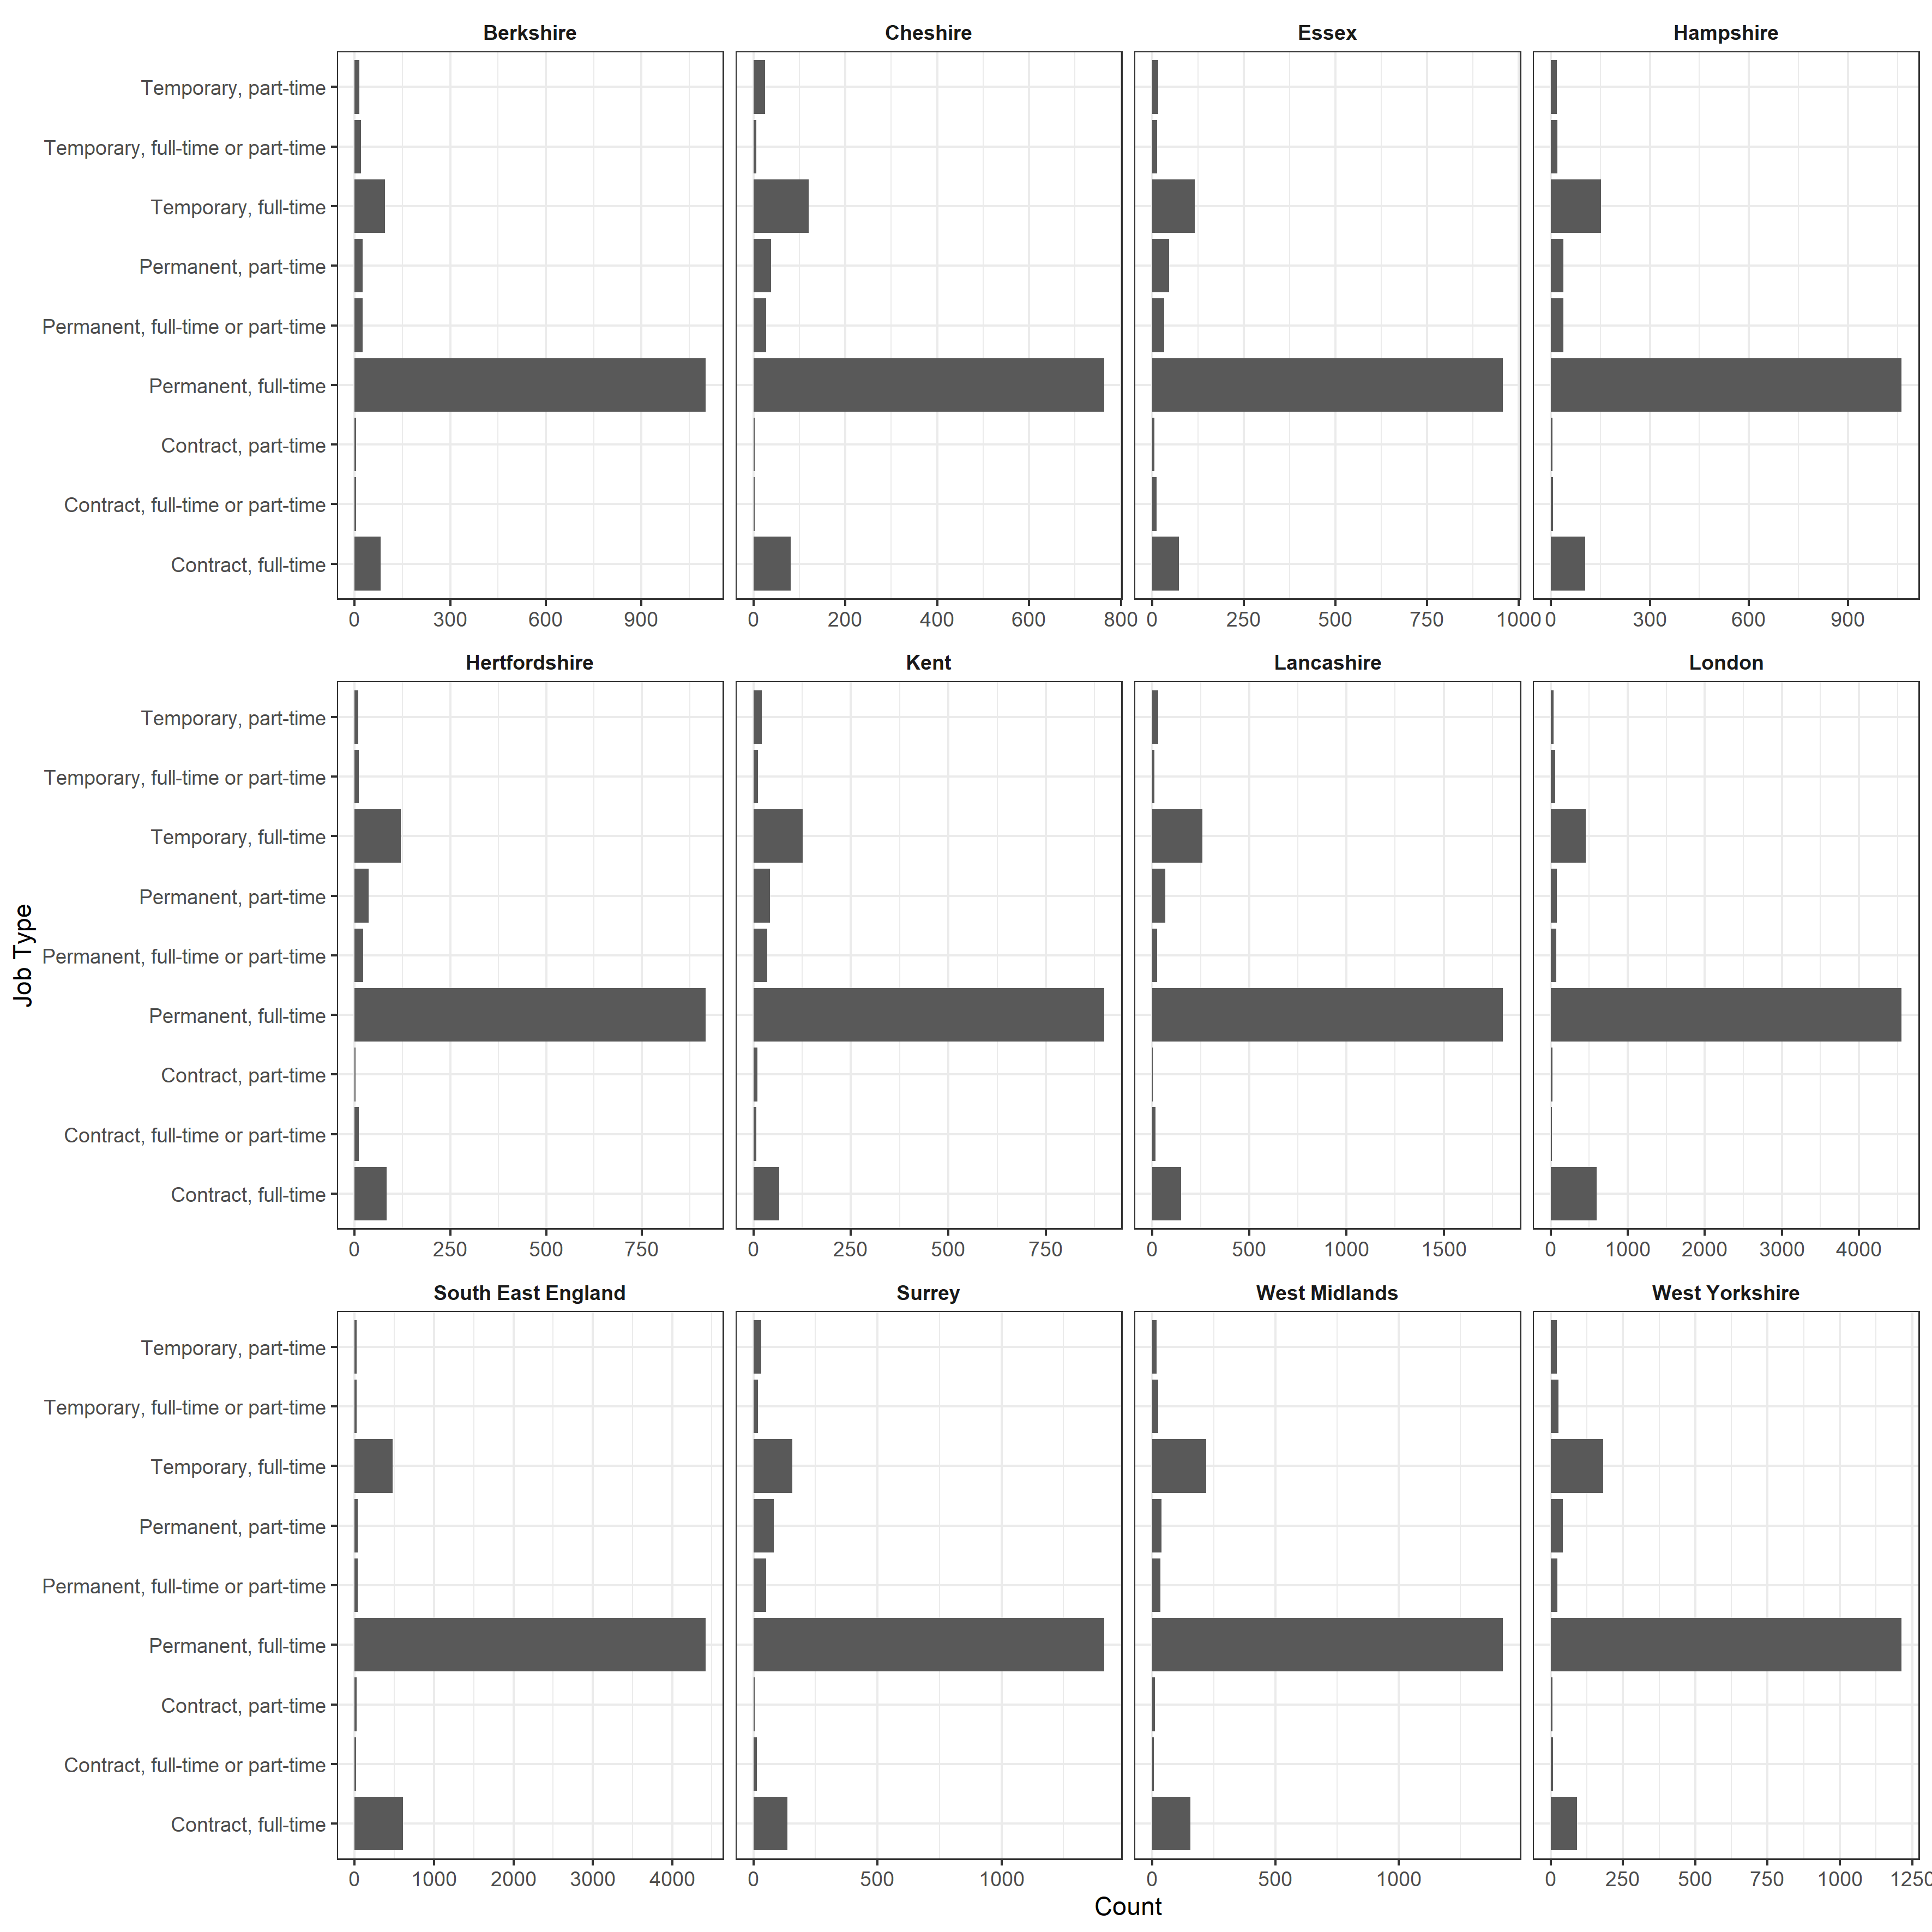 Berkshire Cheshire Essex Hampshire
Temporary, part-time
Temporary, full-time or part-time
Temporary, full-time
Permanent, part-time
Permanent, full-time or part-time
Permanent, full-time
Contract, part-time
Contract, full-time or part-time
Contract, full-time
0 300 600 900 0 200 400 600 800 0 250 500 750 1000 0 300 600 900
Hertfordshire Kent Lancashire London
Temporary, part-time
Temporary, full-time or part-time
Temporary, full-time
Permanent, part-time
Job Type
Permanent, full-time or part-time
Permanent, full-time
Contract, part-time
Contract, full-time or part-time
Contract, full-time
0 250 500 750 0 250 500 750 0 500 1000 1500 0 1000 2000 3000 4000
South East England Surrey West Midlands West Yorkshire
Temporary, part-time
Temporary, full-time or part-time
Temporary, full-time
Permanent, part-time
Permanent, full-time or part-time
Permanent, full-time
Contract, part-time
Contract, full-time or part-time
Contract, full-time
0 1000 2000 3000 4000 0 500 1000 0 500 1000 0 250 500 750 1000 1250
Count